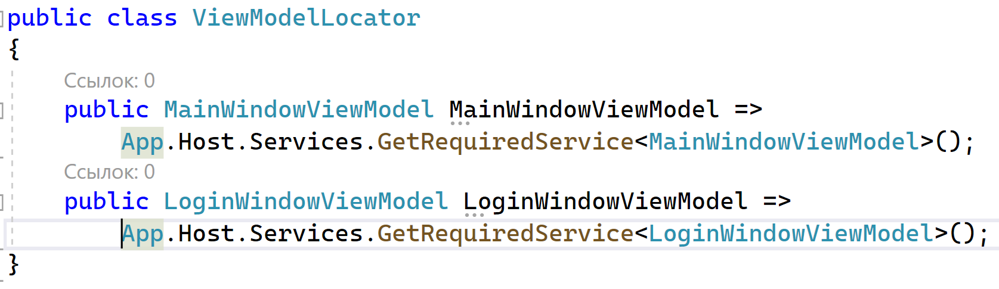 public class ViewModelLocator
{
Ссылок: 0
public MainWindowViewModel MainWindowViewModel =>
App.Host.Services.GetRequiredService<MainWindowViewModel>();
Ссылок: 0
public LoginWindowViewModel LoginWindowViewModel =>
App.Host.Services.GetRequiredService<LoginWindowViewModel>();
}